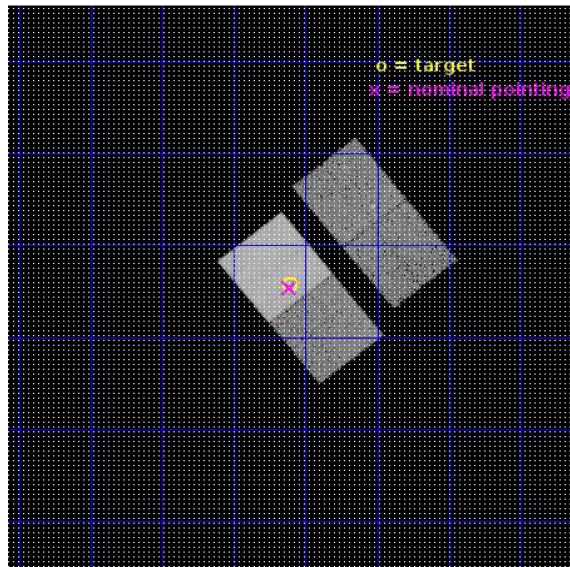 o = target
x = nominal pointing